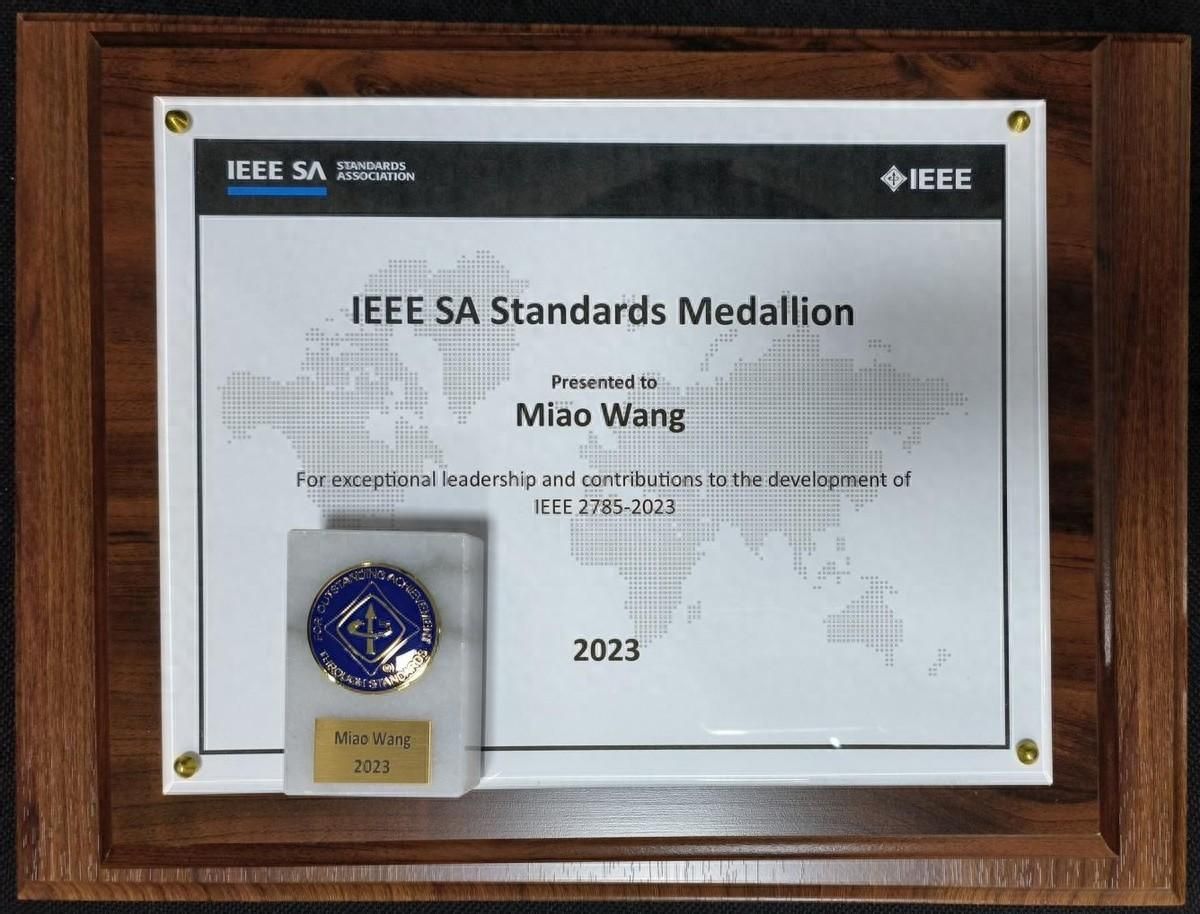 IEEE SA STANDARDS
ASSOCIATION
IEEE
IEEE SA Standards Medallion
Presented to
Miao Wang
For exceptional leadership and contributions to the development of
IEEE 2785-2023
2023
FOR OUTSTANDING ACHIEVEMENT
THROUGH STANDARDS
®
Miao Wang
2023